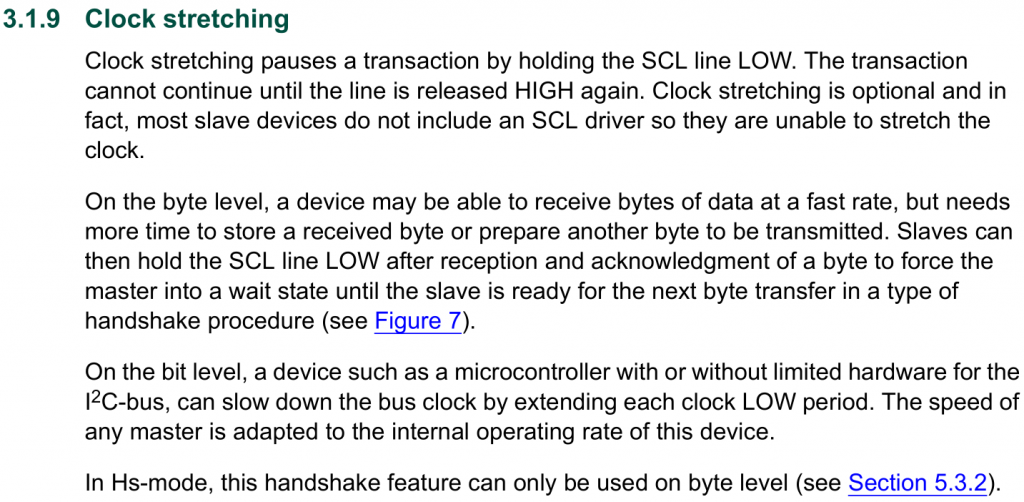 3.1.9 Clock stretching
Clock stretching pauses a transaction by holding the SCL line LOW. The transaction
cannot continue until the line is released HIGH again. Clock stretching is optional and in
fact, most slave devices do not include an SCL driver so they are unable to stretch the
clock.
On the byte level, a device may be able to receive bytes of data at a fast rate, but needs
more time to store a received byte or prepare another byte to be transmitted. Slaves can
then hold the SCL line LOW after reception and acknowledgment of a byte to force the
master into a wait state until the slave is ready for the next byte transfer in a type of
handshake procedure (see Figure 7).
On the bit level, a device such as a microcontroller with or without limited hardware for the
I²C-bus, can slow down the bus clock by extending each clock LOW period. The speed of
any master is adapted to the internal operating rate of this device.
In Hs-mode, this handshake feature can only be used on byte level (see Section 5.3.2).